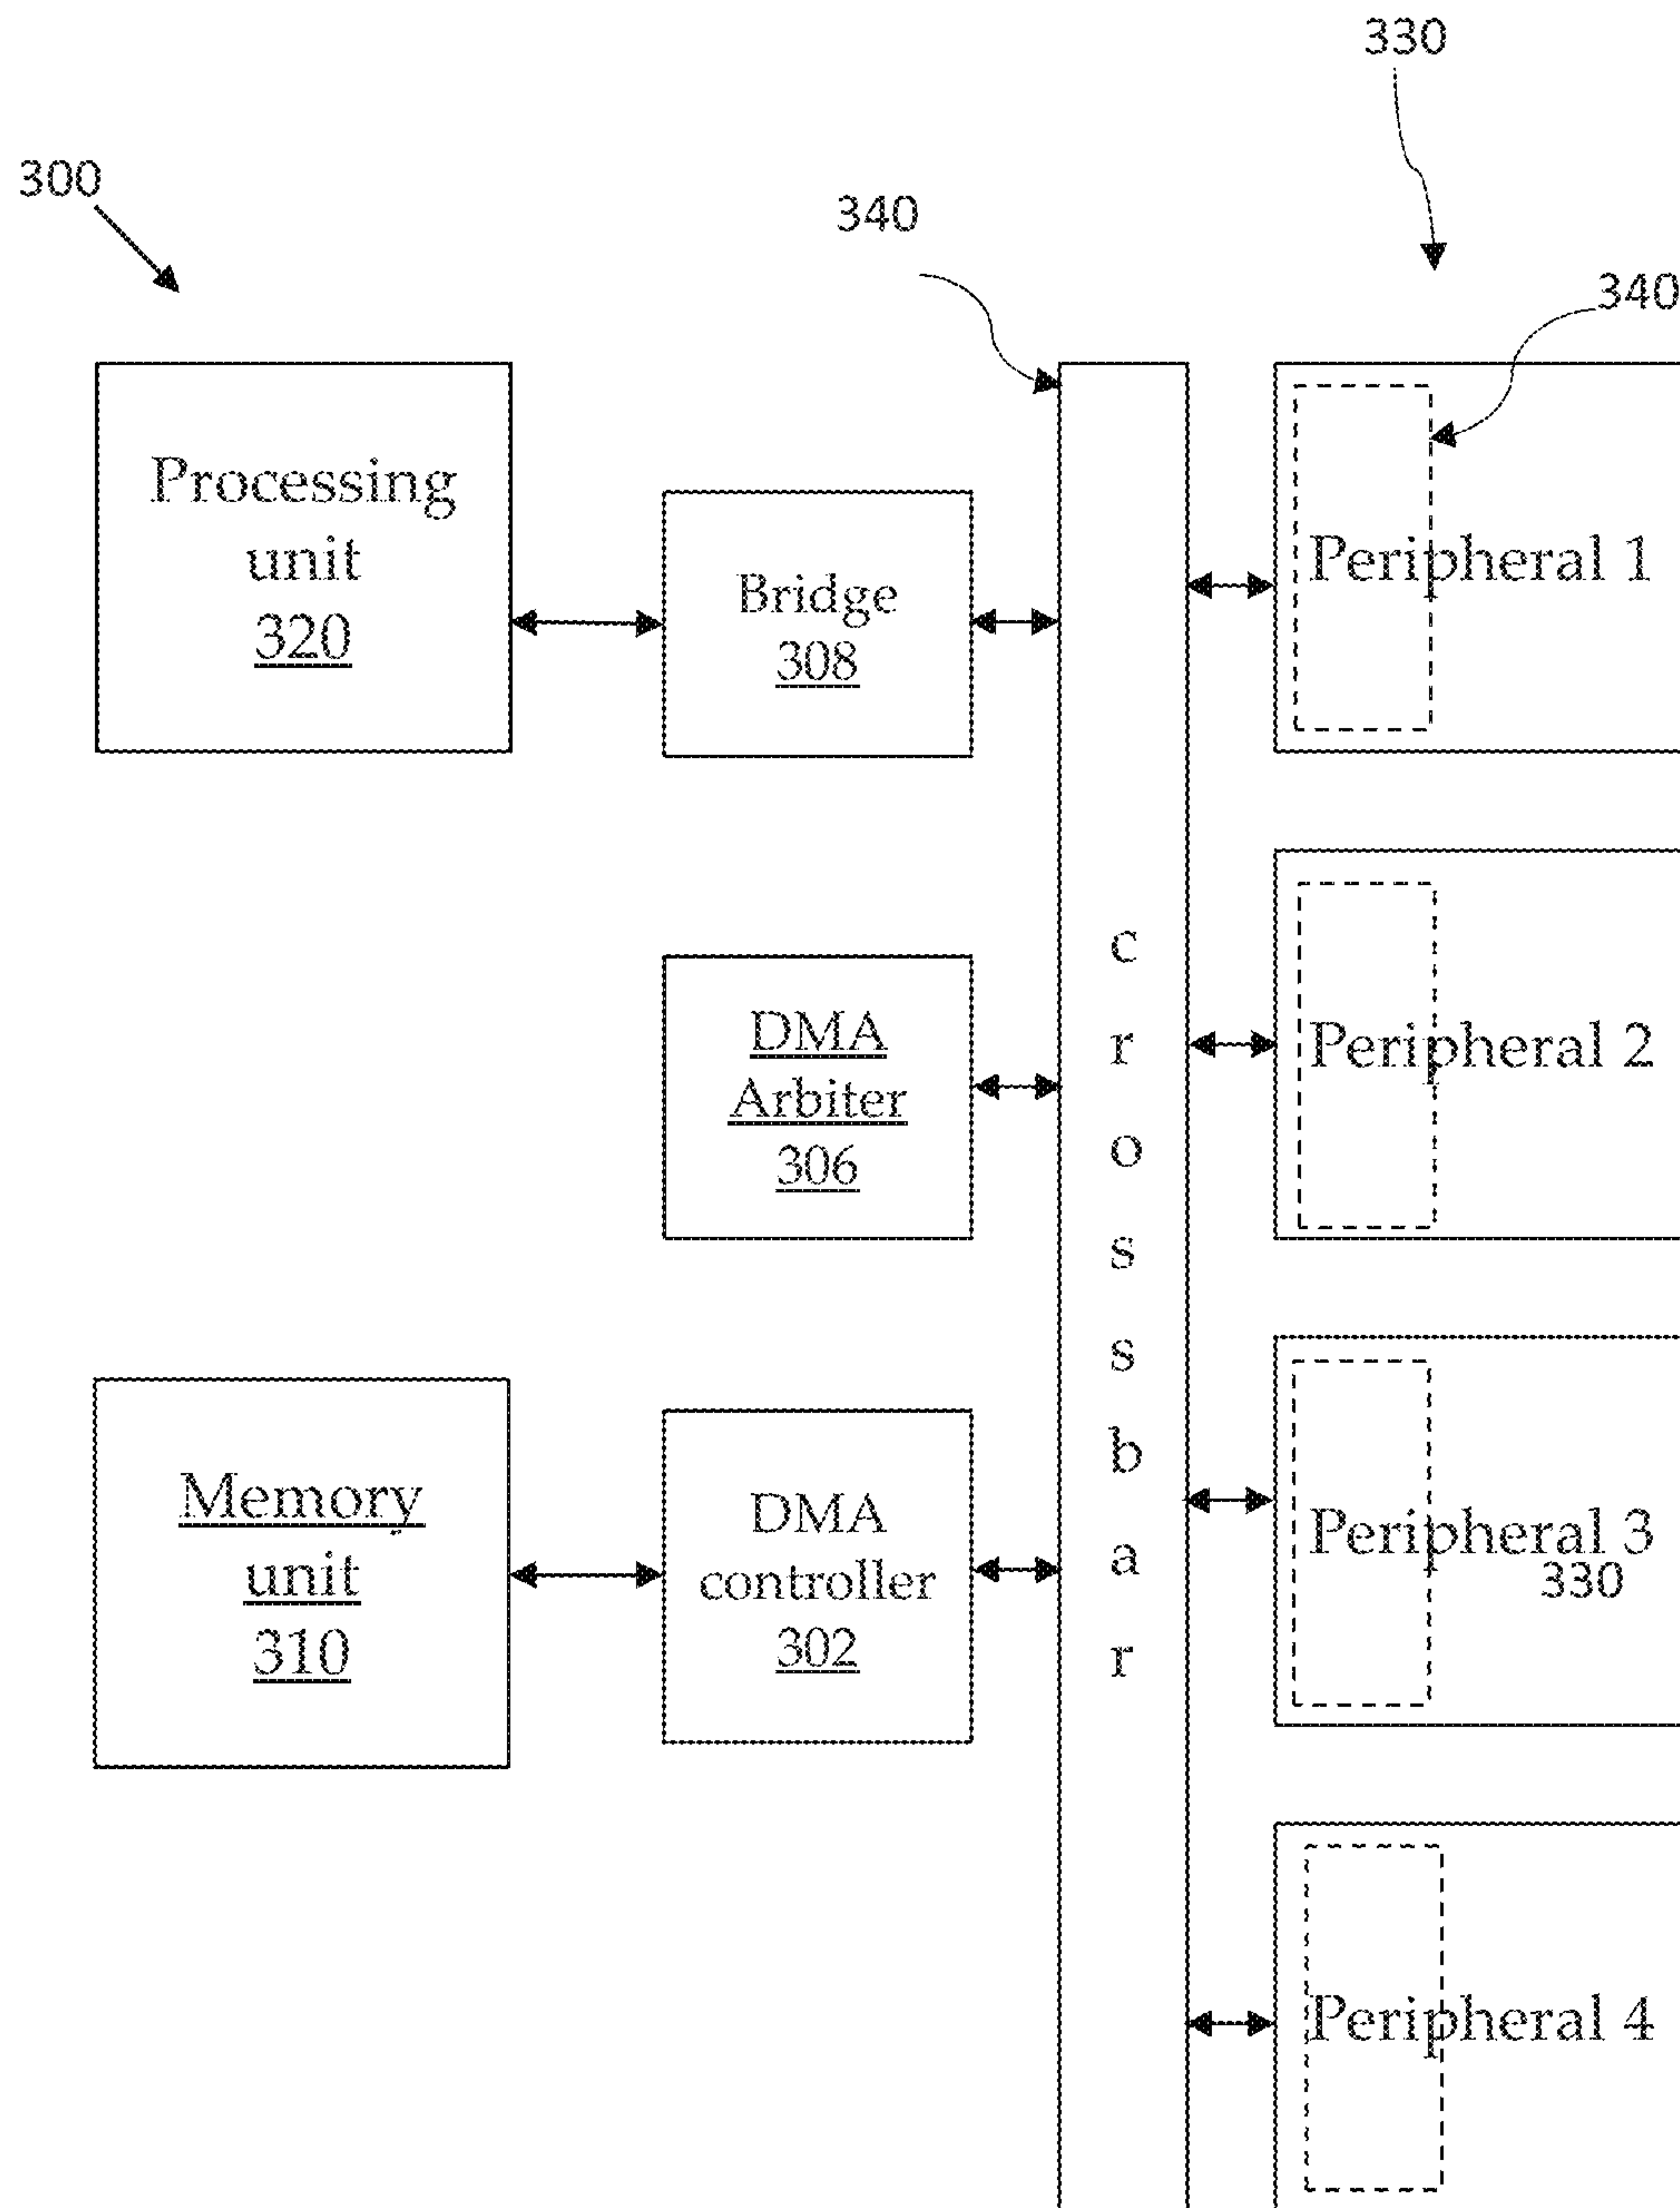 330
300
340
340
Processing
unit
320
Bridge
308
Peripheral 1
DMA
Arbiter
306
Peripheral 2
Memory
unit
310
DMA
controller
302
c
r
o
s
s
b
a
r
Peripheral 3
330
Peripheral 4